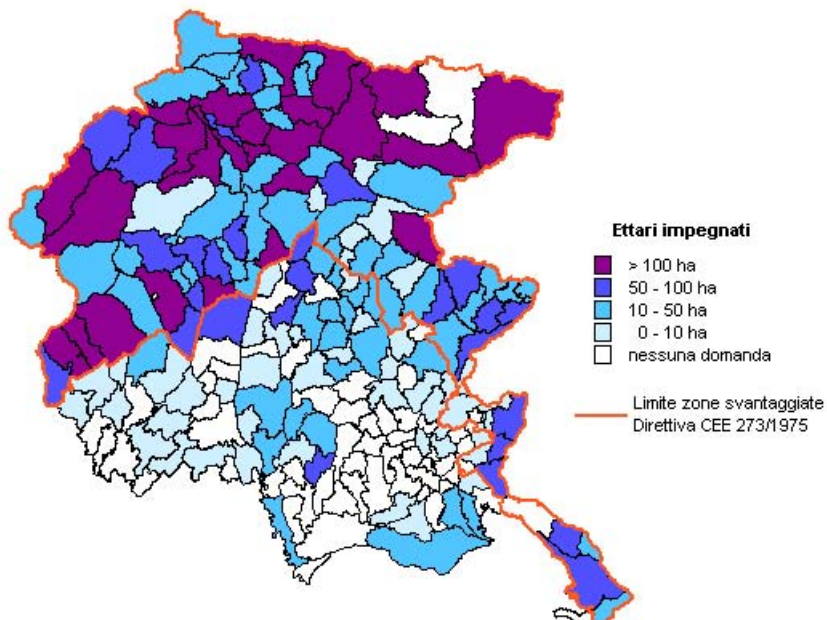 Ettari impegnati
> 100 ha
50 - 100 ha
10 - 50 ha
0 - 10 ha
nessuna domanda
Limite zone svantaggiate
Direttiva CEE 273/1975